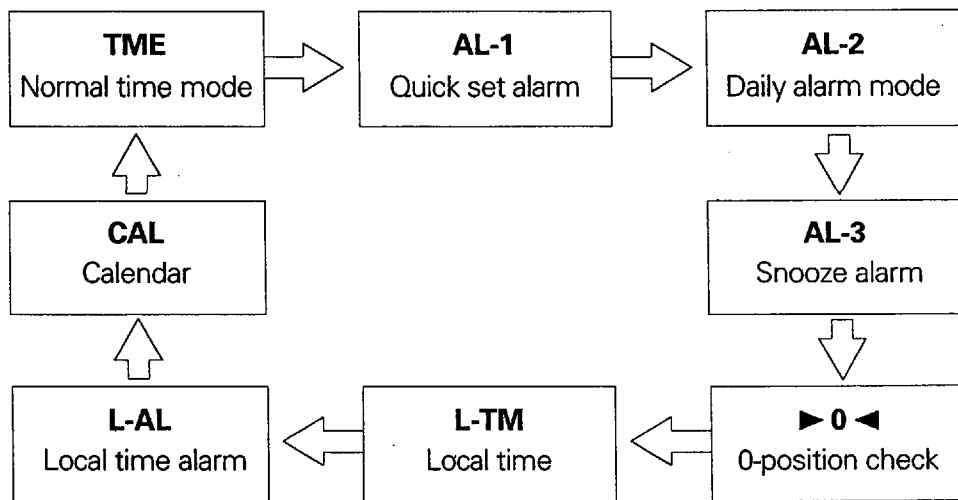 TME
Normal time mode
AL-1
Quick set alarm
AL-2
Daily alarm mode
AL-3
Snooze alarm
►0◄
0-position check
L-TM
Local time
L-AL
Local time alarm
CAL
Calendar